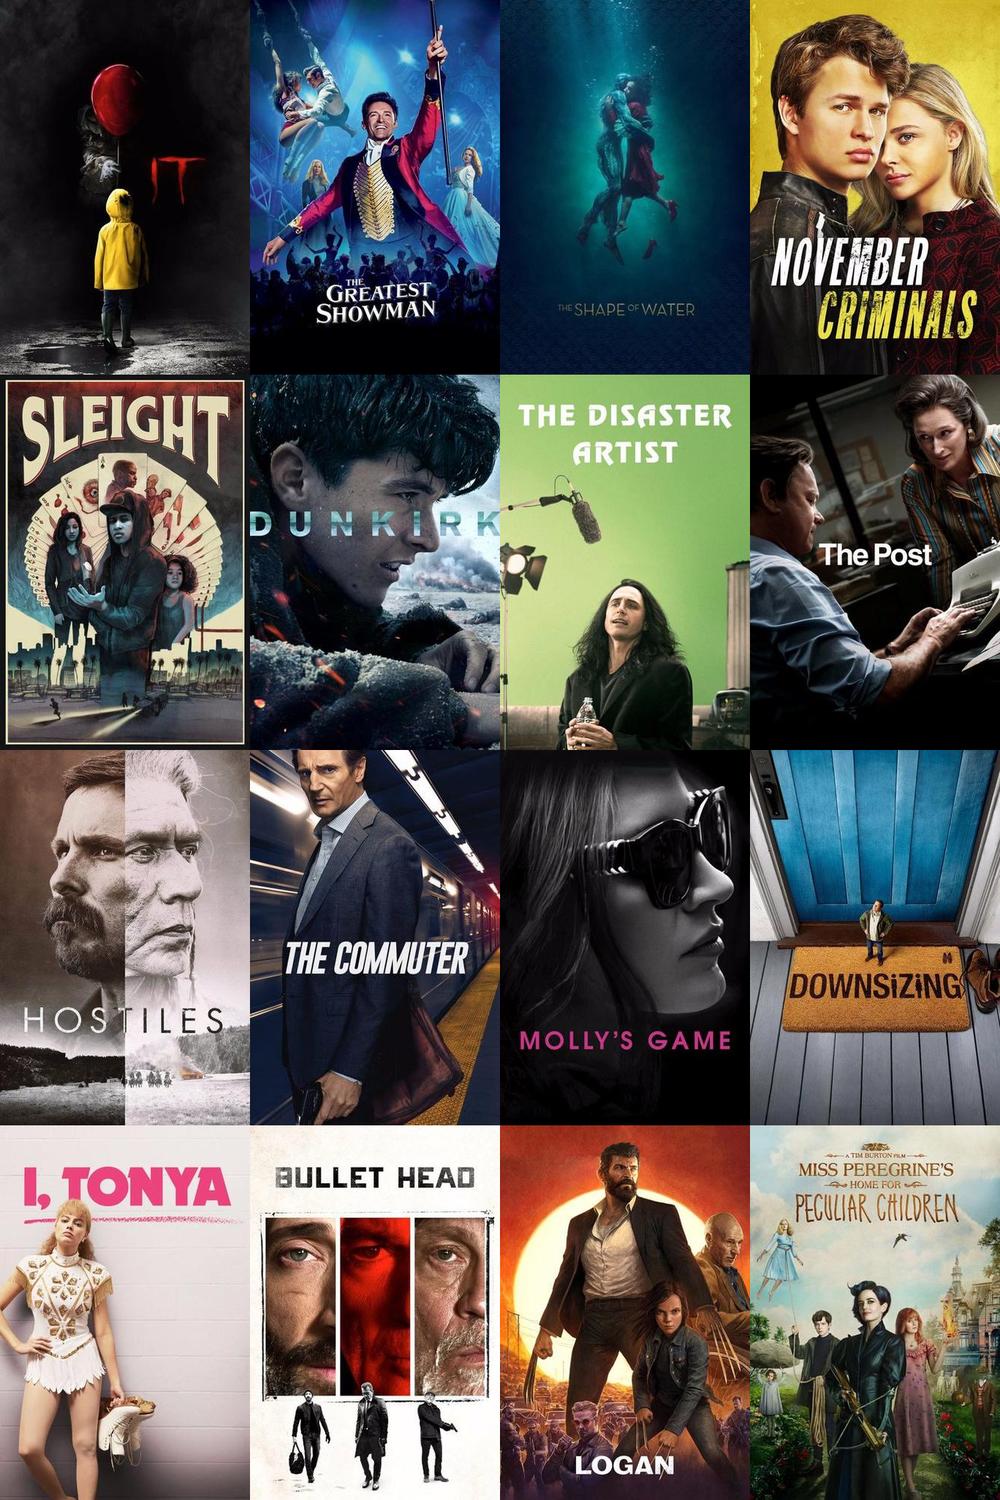 IT
THE
GREATEST
SHOWMAN
THE SHAPE OF WATER
NOVEMBER
CRIMINALS
SLEIGHT
DUNKIRK
THE DISASTER
ARTIST
The Post
HOSTILES
THE COMMUTER
MOLLY'S GAME
DOWNSIZING
I, TONYA
BULLET HEAD
LOGAN
A TIM BURTON FILM
MISS PEREGRINE'S
HOME FOR
PECULIAR CHILDREN